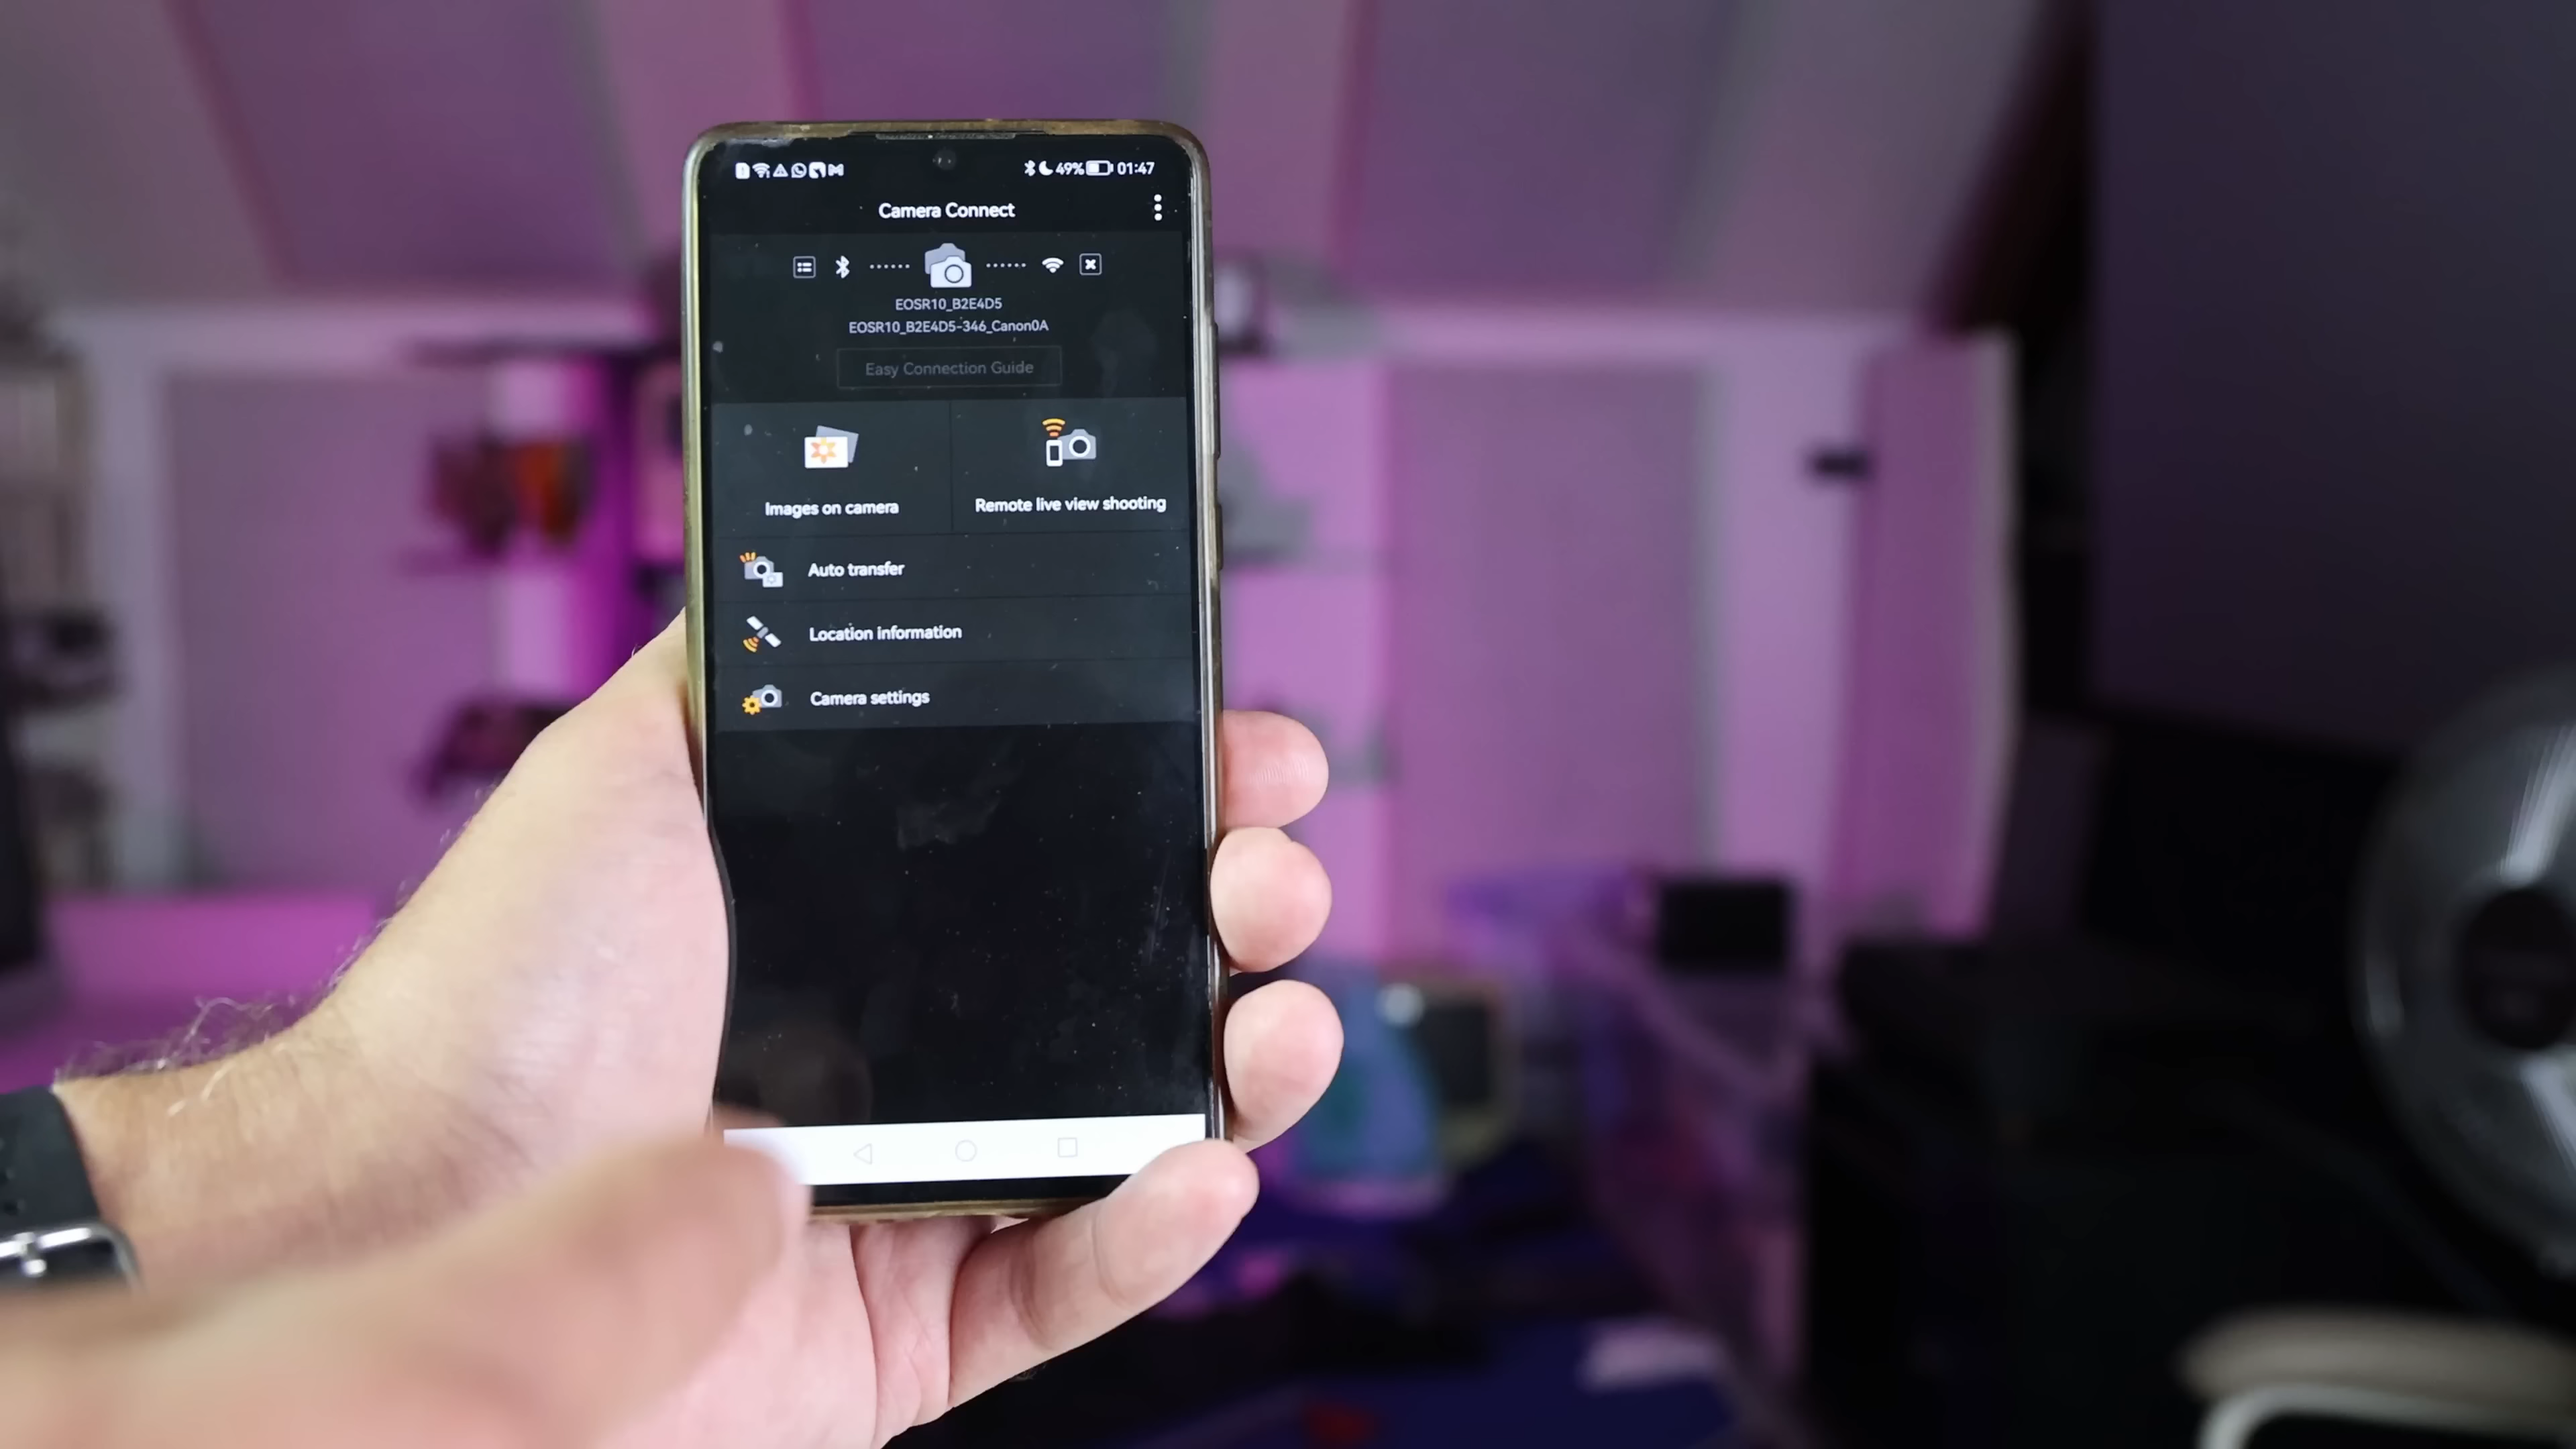 49% 01:47
Camera Connect
EOSR10_B2E4D5
EOSR10_B2E4D5-346_Canon0A
Easy Connection Guide
Images on camera
Remote live view shooting
Auto transfer
Location information
Camera settings